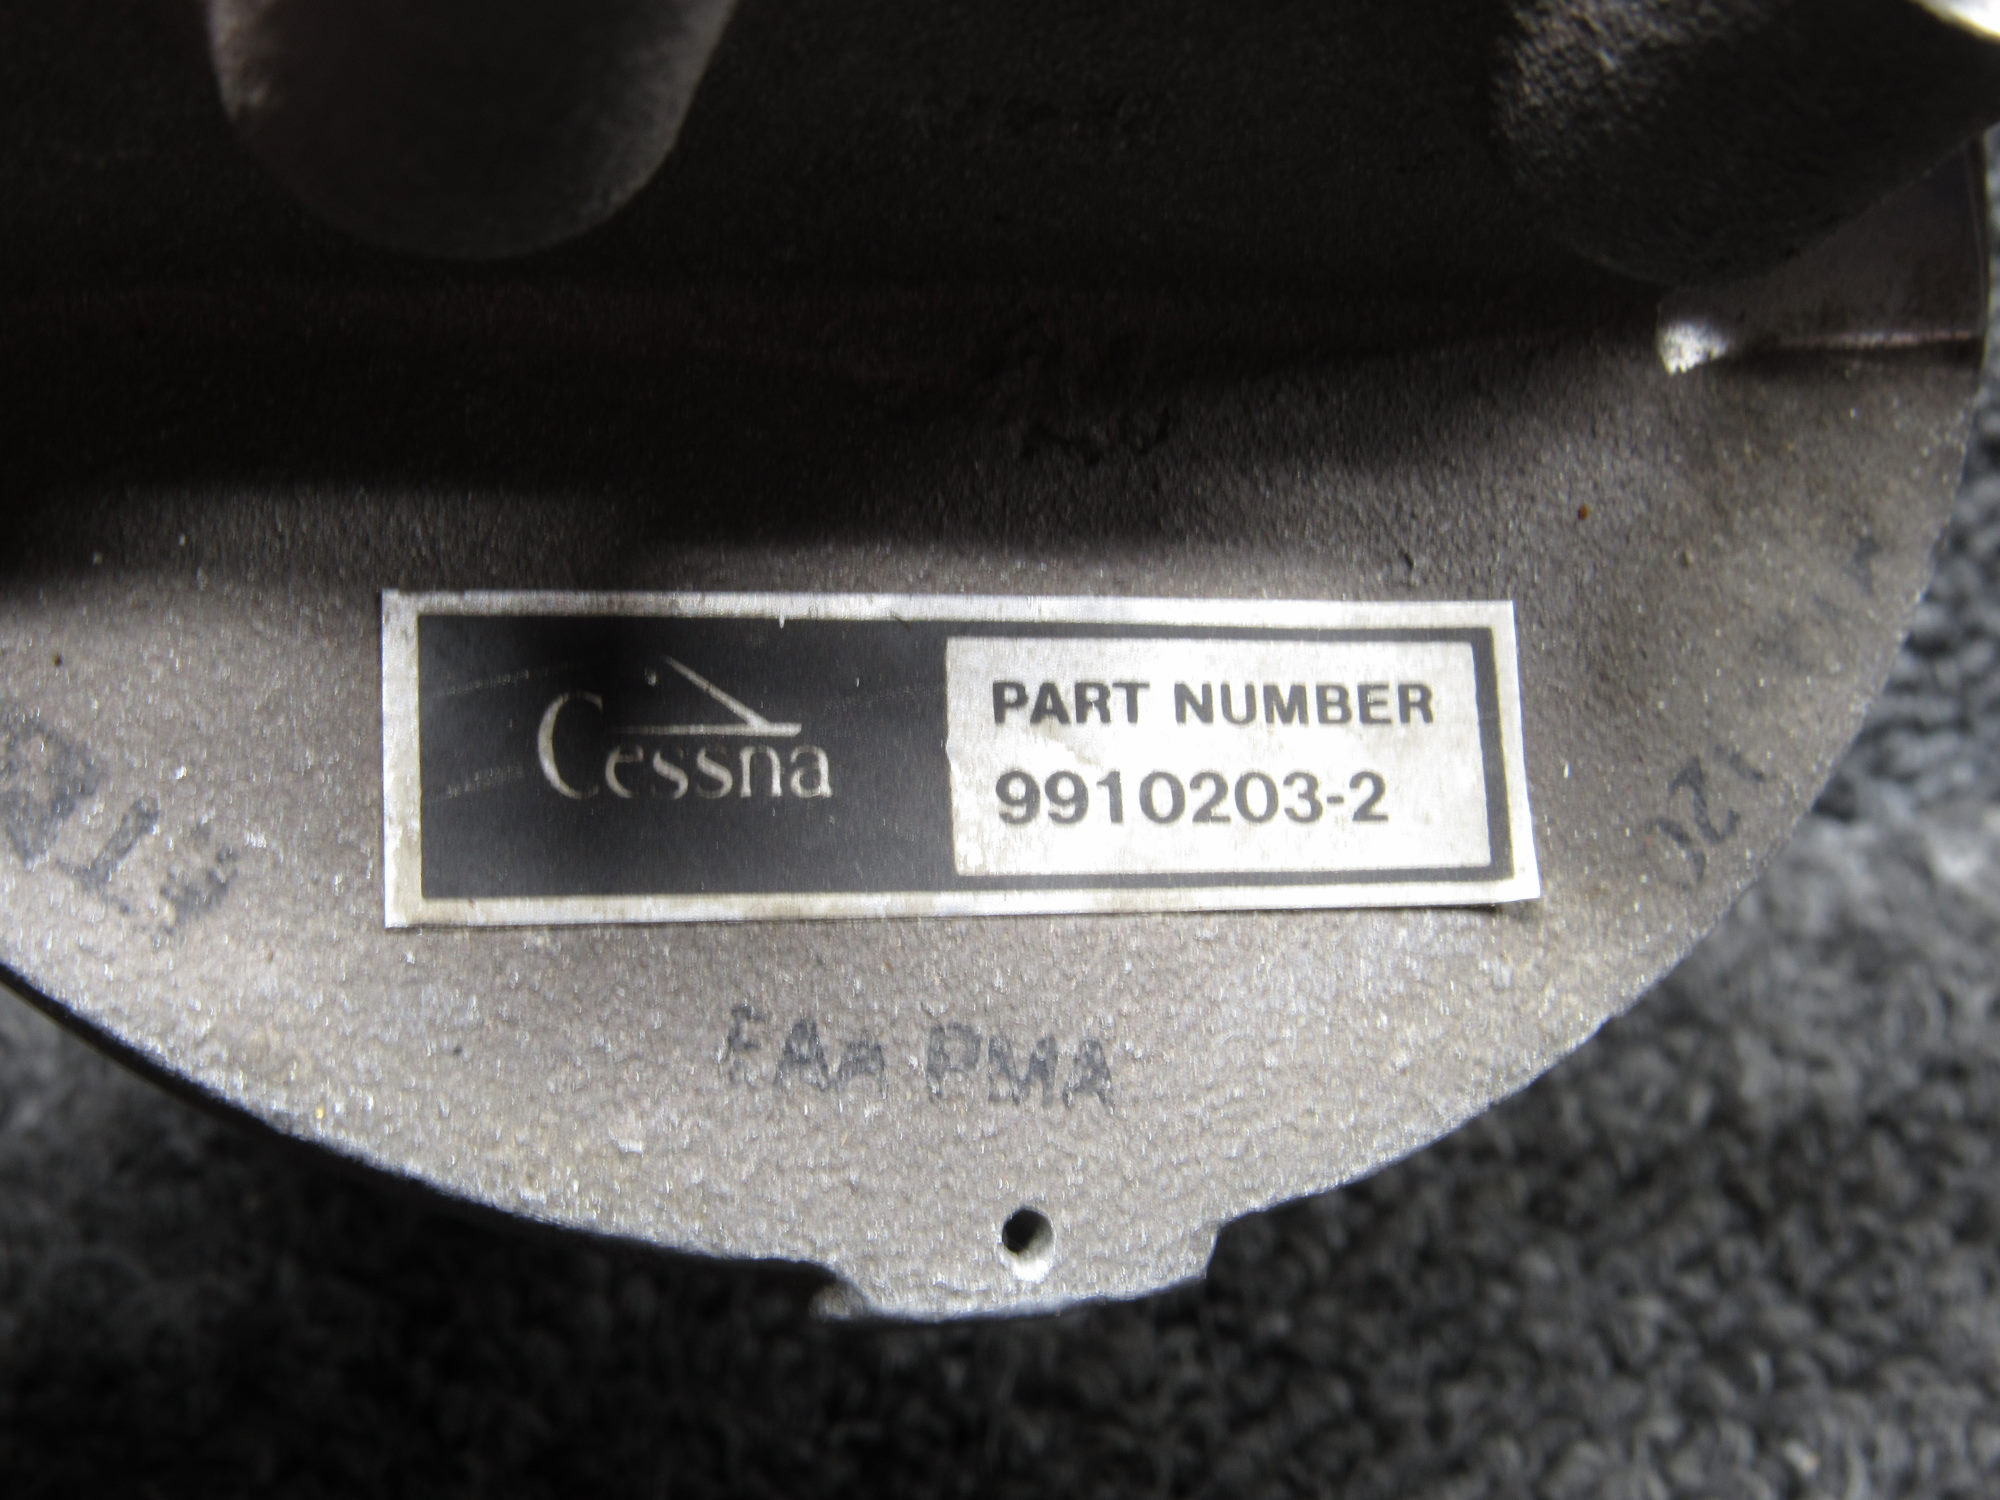 Cessna
PART NUMBER
9910203-2
FAA PMA